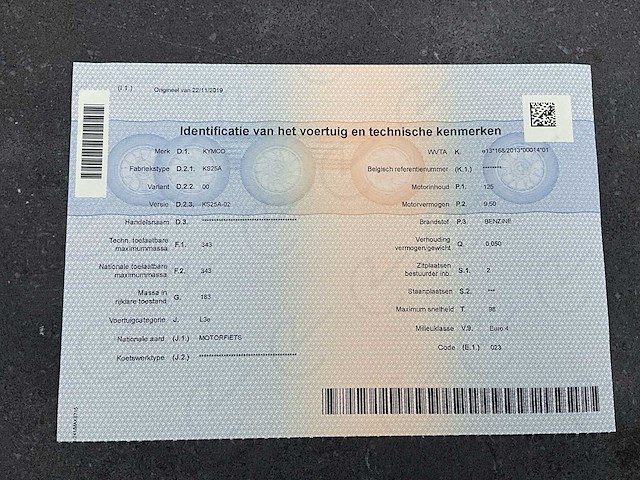 (I.1.) Origineel van 22/11/2019
Identificatie van het voertuig en technische kenmerken
Merk D.1. KYMCO
Fabriekstype D.2.1. KS25A
Variant D.2.2. 00
Versie D.2.3. KS25A-02
Handelsnaam D.3. ******************************
Techn. toelaatbare
maximummassa F.1. 343
Nationale toelaatbare
maximummassa F.2. 343
Massa in
rijklare toestand G. 183
Voertuigcategorie J. L3e
Nationale aard (J.1.) MOTORFIETS
Koetswerktype (J.2.) ******************************
WVTA K. e13*168/2013*00014*01
Belgisch referentienummer (K.1.) ********
Motorinhoud P.1. 125
Motorvermogen P.2. 9,50
Brandstof P.3. BENZINE
Verhouding
vermogen/gewicht Q. 0,050
Zitplaatsen
bestuurder inb. S.1. 2
Staanplaatsen S.2. ***
Maximum snelheid T. 98
Milieuklasse V.9. Euro 4
Code (E.1.) 023